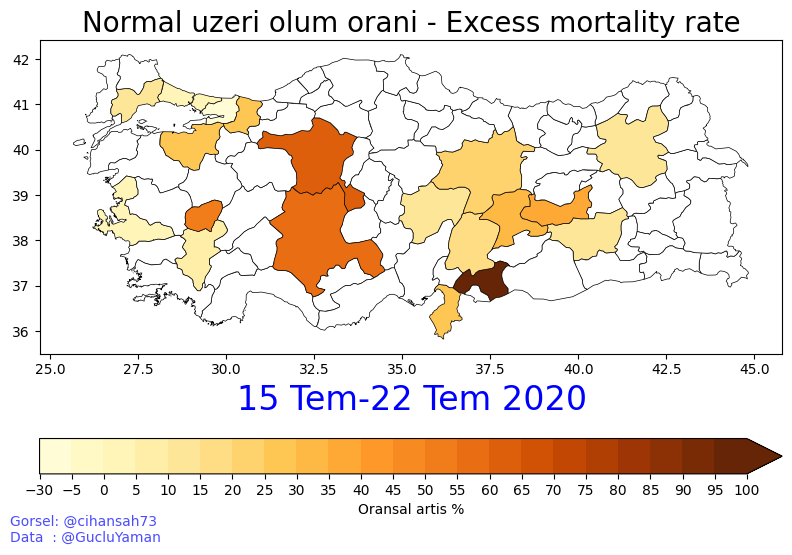 Normal uzeri olum orani - Excess mortality rate
42
41
40
39
38
37
36
25.0 27.5 30.0 32.5 35.0 37.5 40.0 42.5 45.0
15 Tem-22 Tem 2020
−30 −5 0 5 10 15 20 25 30 35 40 45 50 55 60 65 70 75 80 85 90 95 100
Oransal artis %
Gorsel: @cihansah73
Data : @GucluYaman